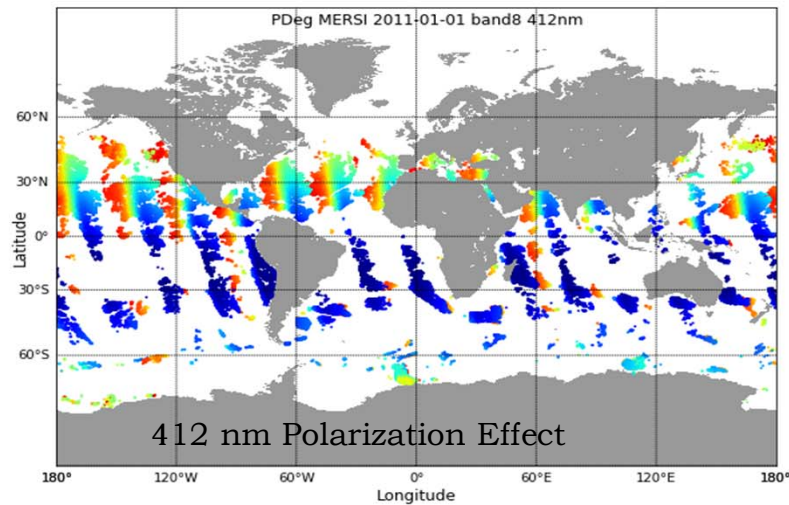 PDeg MERSI 2011-01-01 band8 412nm
60°N
30°N
0°
30°S
60°S
Latitude
412 nm Polarization Effect
180° 120°W 60°W 0° 60°E 120°E 180°
Longitude